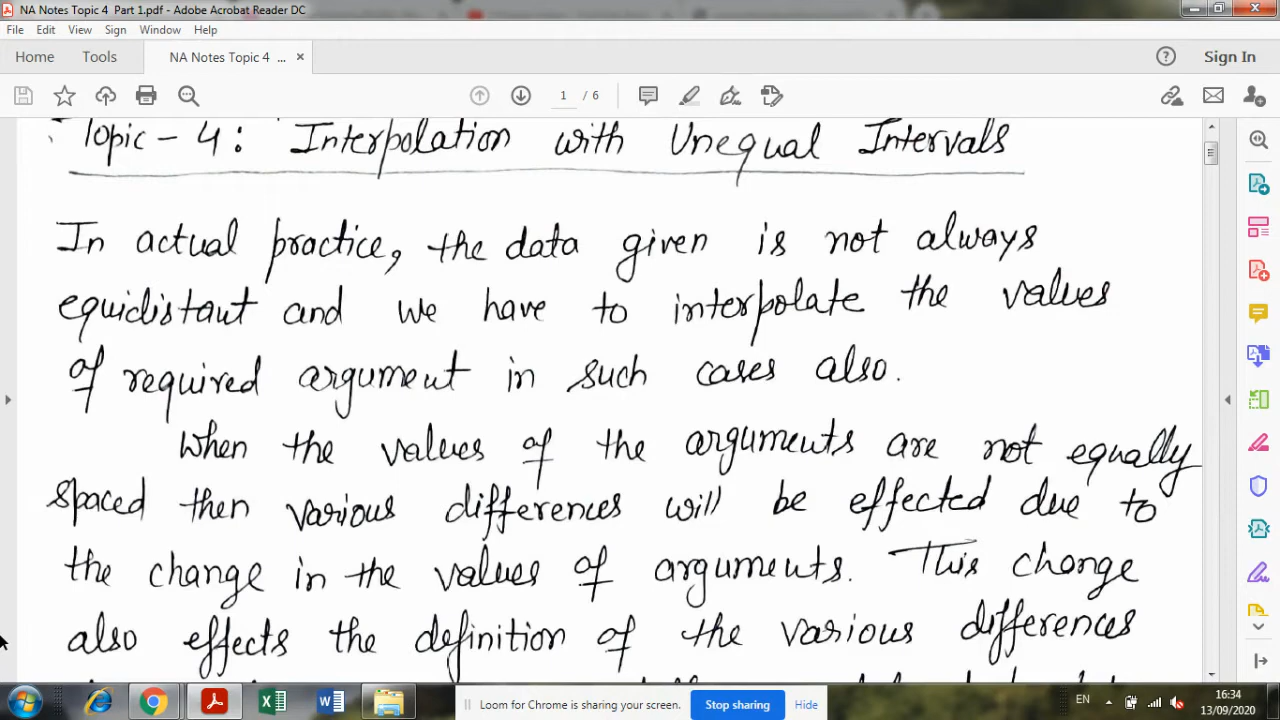 NA Notes Topic 4 Part 1.pdf - Adobe Acrobat Reader DC
File Edit View Sign Window Help
Home Tools NA Notes Topic 4 ... × Sign In
1 / 6
Topic - 4: Interpolation with Unequal Intervals
In actual practice, the data given is not always
equidistant and we have to interpolate the values
of required argument in such cases also.
When the values of the arguments are not equally
spaced then various differences will be effected due to
the change in the values of arguments. This change
also effects the definition of the various differences
Loom for Chrome is sharing your screen. Stop sharing Hide
EN 16:34
13/09/2020